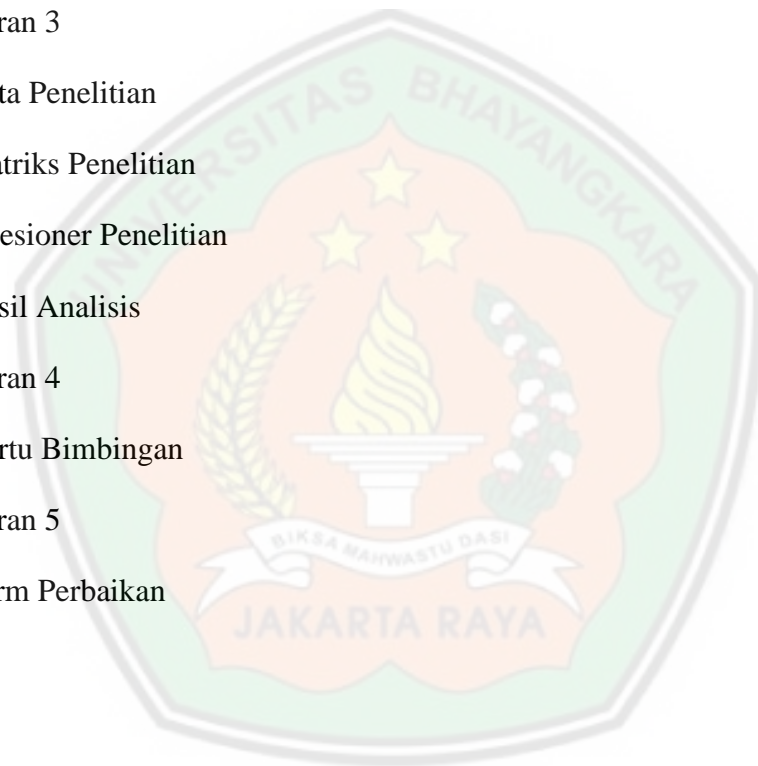 ran 3
ta Penelitian
atriks Penelitian
esioner Penelitian
sil Analisis
ran 4
rtu Bimbingan
ran 5
rm Perbaikan
UNIVERSITAS BHAYANGKARA
BIKSA MAHWASTU DASI
JAKARTA RAYA